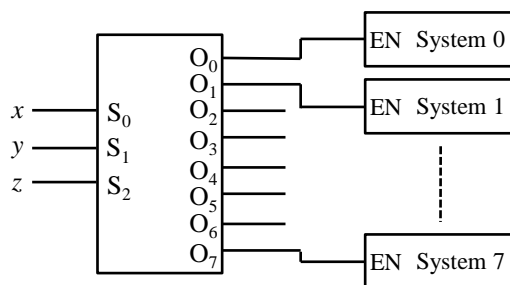 x
y
z
S₀
S₁
S₂
O₀
O₁
O₂
O₃
O₄
O₅
O₆
O₇
EN System 0
EN System 1
EN System 7